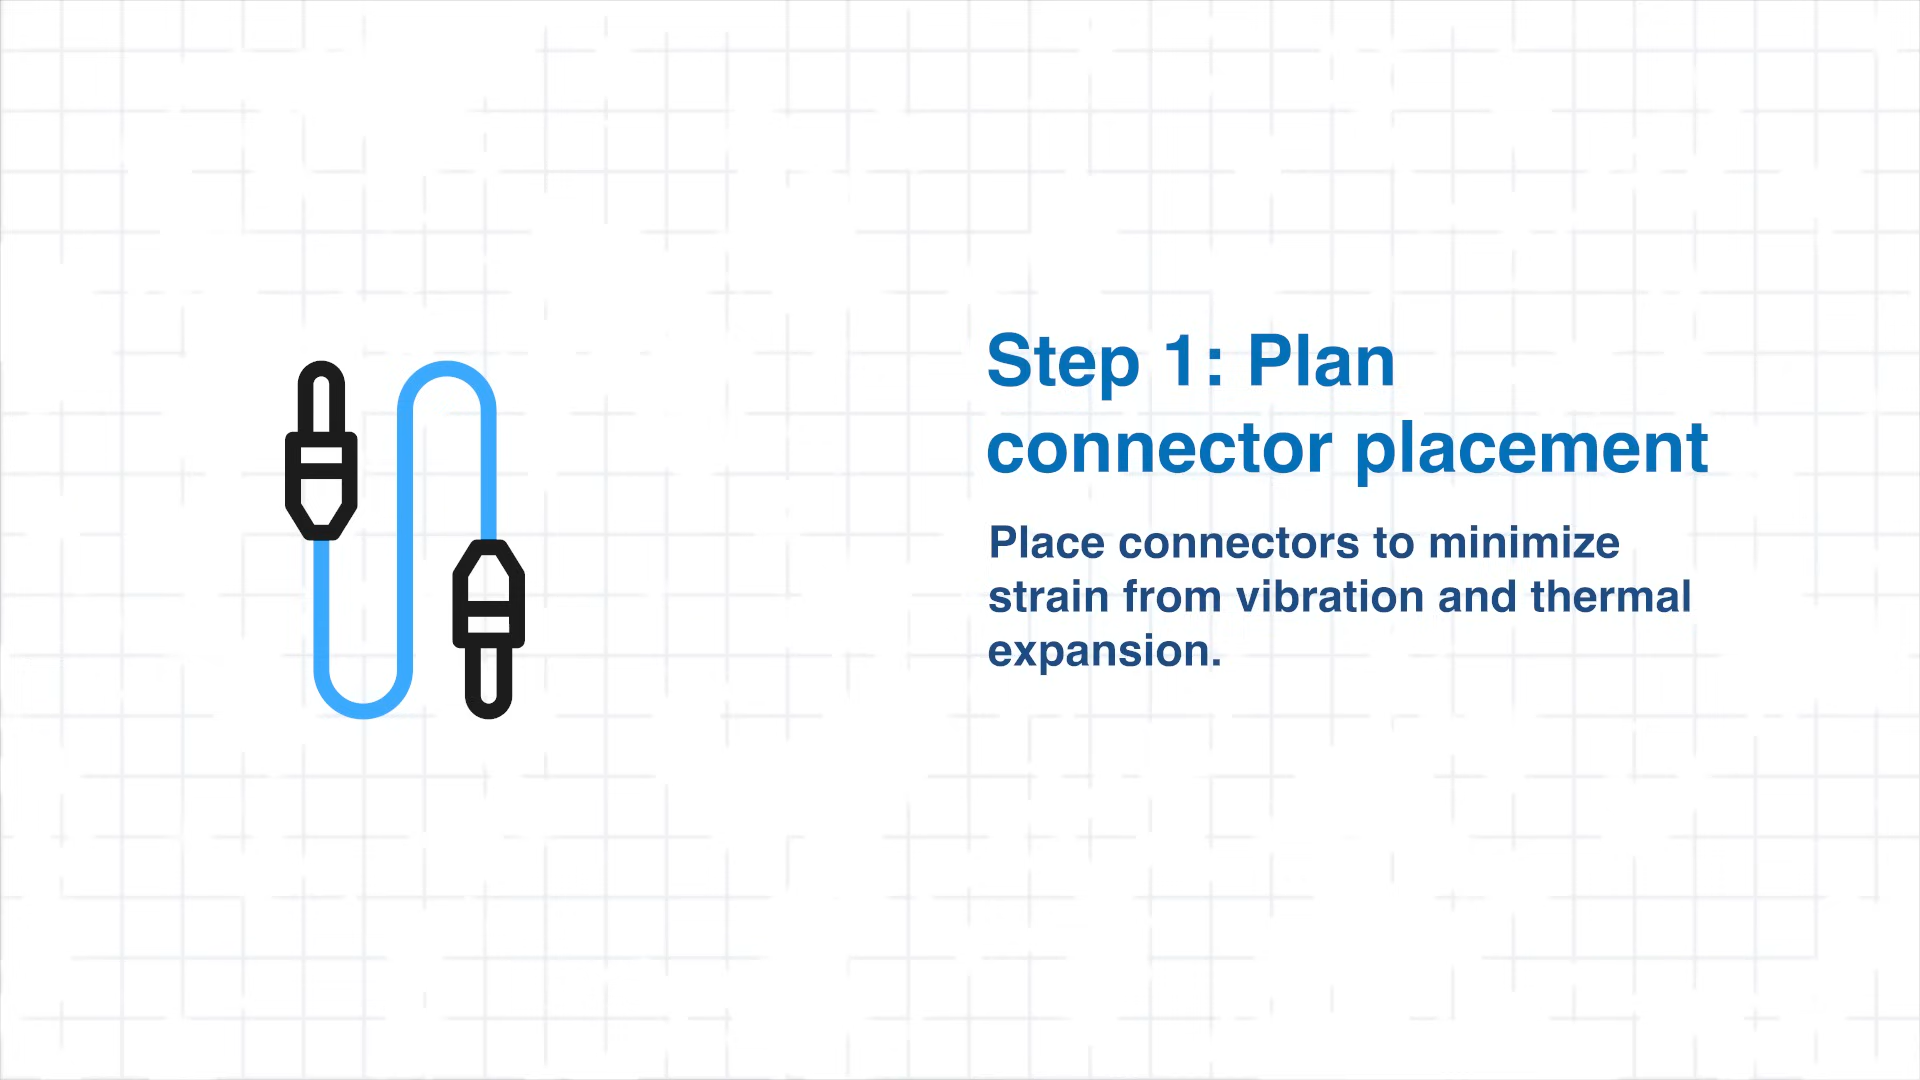 Step 1: Plan
connector placement
Place connectors to minimize
strain from vibration and thermal
expansion.